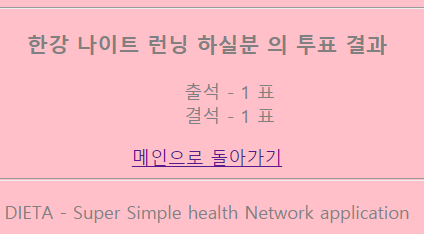 한강 나이트 런닝 하실분 의 투표 결과
출석 - 1 표
결석 - 1 표
메인으로 돌아가기
DIETA - Super Simple health Network application